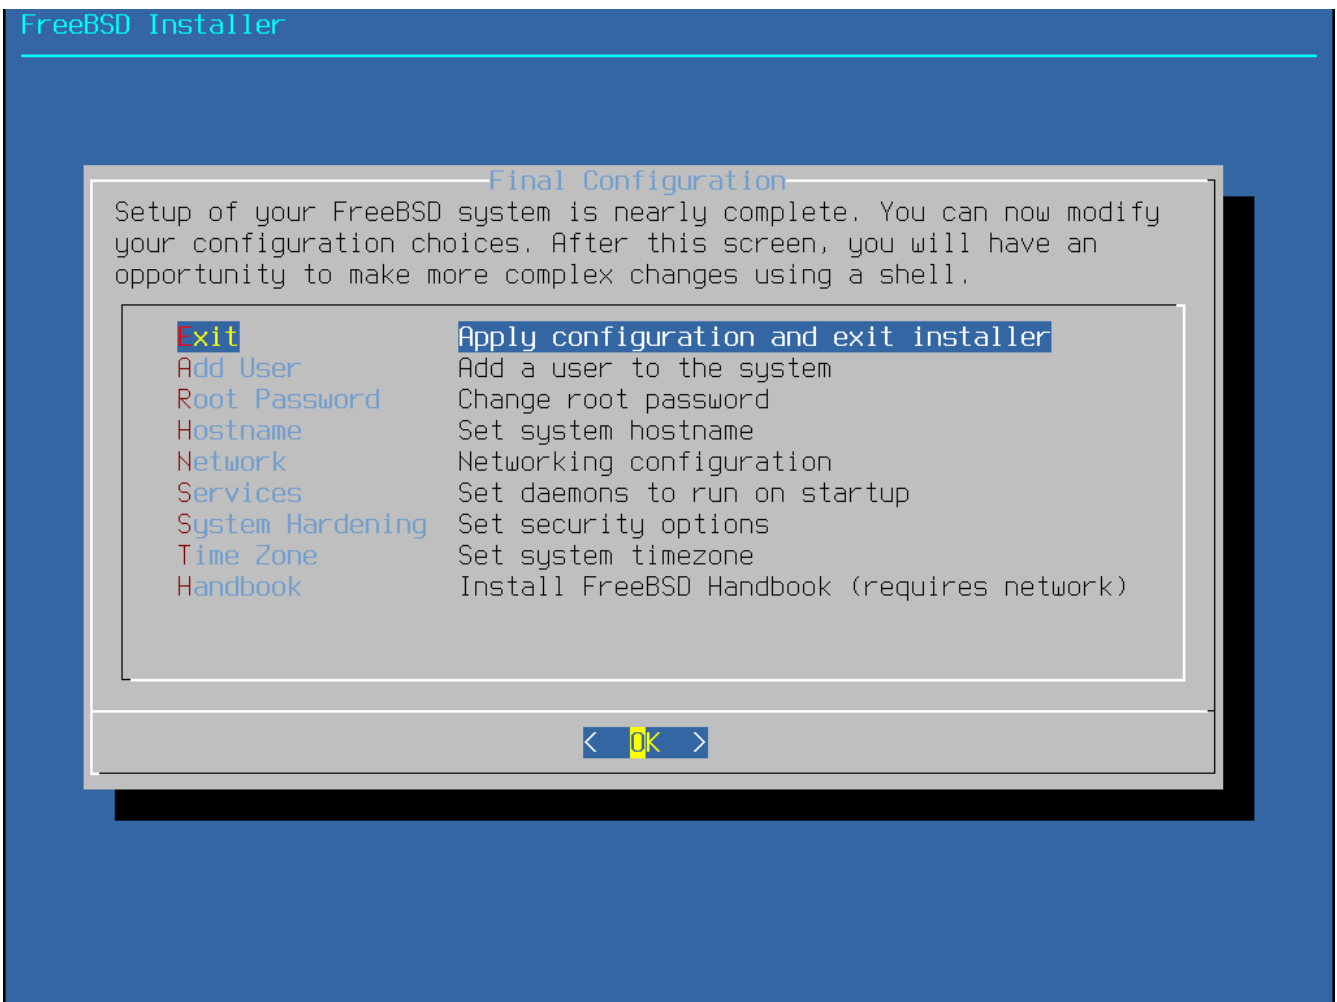 FreeBSD Installer
Final Configuration
Setup of your FreeBSD system is nearly complete. You can now modify
your configuration choices. After this screen, you will have an
opportunity to make more complex changes using a shell.
Exit Apply configuration and exit installer
Add User Add a user to the system
Root Password Change root password
Hostname Set system hostname
Network Networking configuration
Services Set daemons to run on startup
System Hardening Set security options
Time Zone Set system timezone
Handbook Install FreeBSD Handbook (requires network)
< OK >